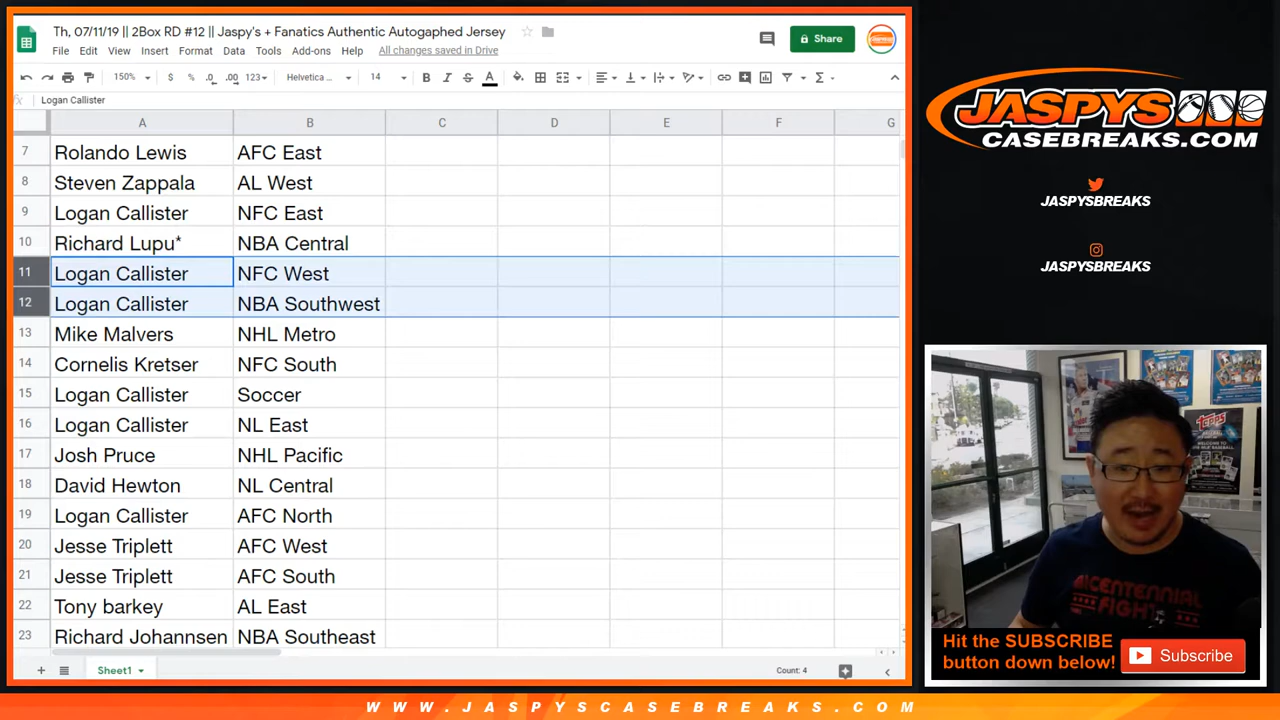 Th, 07/11/19 || 2Box RD #12 || Jaspy's + Fanatics Authentic Autogaphed Jersey
File Edit View Insert Format Data Tools Add-ons Help All changes saved in Drive
Share
150% $ % .0 .00 123 Helvetica ... 14 B I S A
fx Logan Callister
A B C D E F G
7 Rolando Lewis AFC East
8 Steven Zappala AL West
9 Logan Callister NFC East
10 Richard Lupu* NBA Central
11 Logan Callister NFC West
12 Logan Callister NBA Southwest
13 Mike Malvers NHL Metro
14 Cornelis Kretser NFC South
15 Logan Callister Soccer
16 Logan Callister NL East
17 Josh Pruce NHL Pacific
18 David Hewton NL Central
19 Logan Callister AFC North
20 Jesse Triplett AFC West
21 Jesse Triplett AFC South
22 Tony barkey AL East
23 Richard Johannsen NBA Southeast
Sheet1
Count: 4
JASPYS
CASEBREAKS.COM
JASPYSBREAKS
JASPYSBREAKS
topps
BICENTENNIAL
FIGHT
Hit the SUBSCRIBE
button down below!
Subscribe
WWW.JASPYSCASEBREAKS.COM